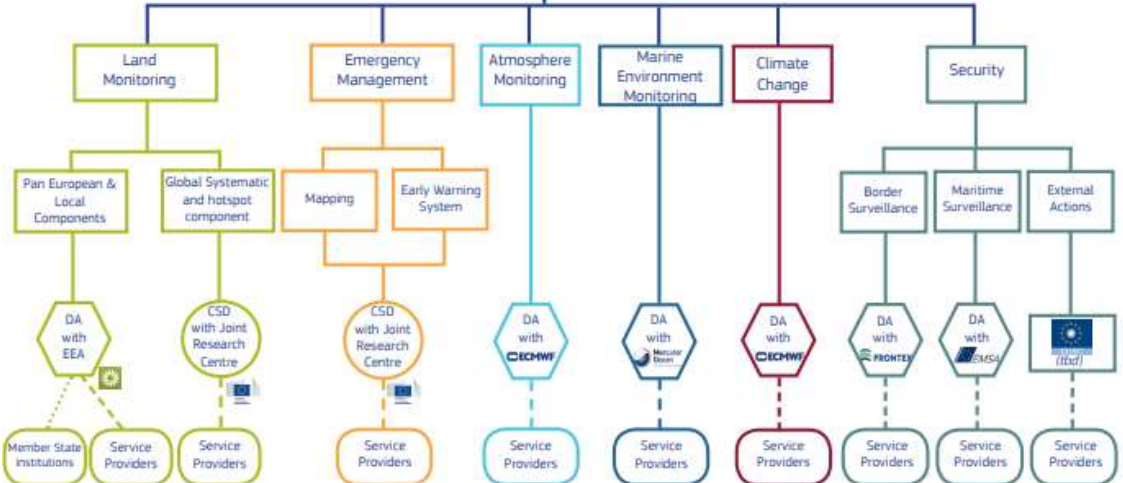 Land
Monitoring
Emergency
Management
Atmosphere
Monitoring
Marine
Environment
Monitoring
Climate
Change
Security
Pan European &
Local
Components
Global Systematic
and hotspot
component
Mapping
Early Warning
System
Border
Surveillance
Maritime
Surveillance
External
Actions
DA
with
EEA
CSD
with Joint
Research
Centre
CSD
with Joint
Research
Centre
DA
with
ECMWF
DA
with
Mercator
Ocean
DA
with
ECMWF
DA
with
FRONTEX
DA
with
EMSA
(tbd)
Member State
institutions
Service
Providers
Service
Providers
Service
Providers
Service
Providers
Service
Providers
Service
Providers
Service
Providers
Service
Providers
Service
Providers